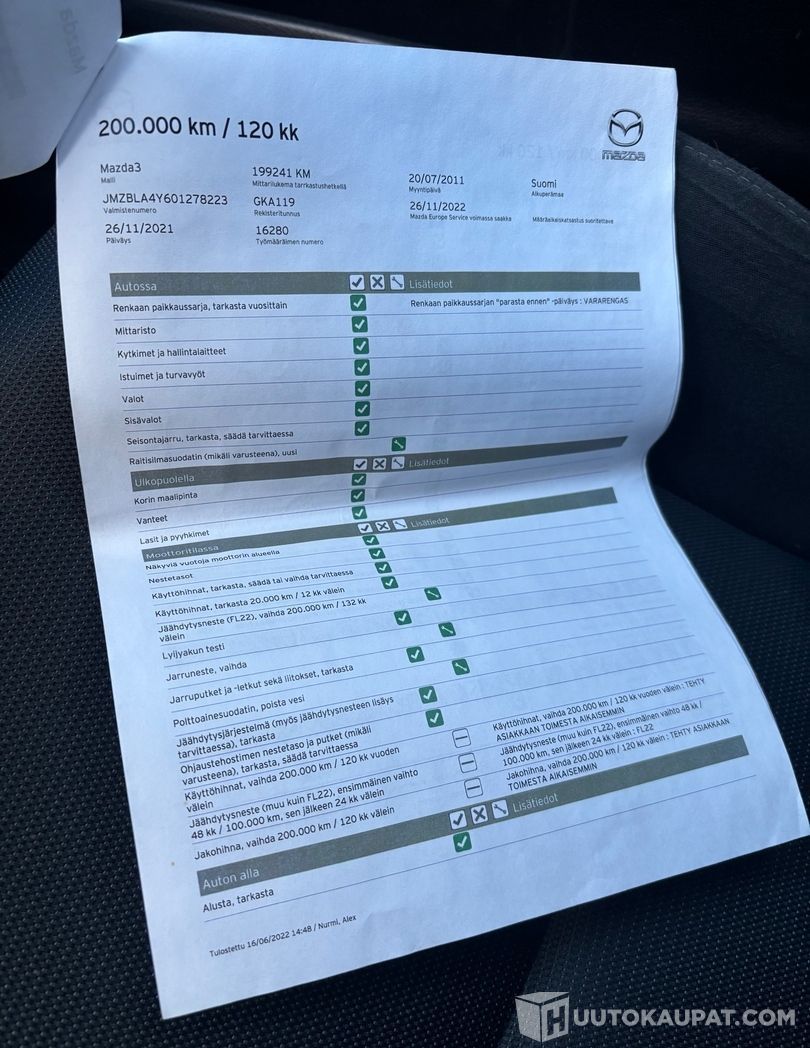 200.000 km / 120 kk
mazda
Mazda3
Malli
199241 KM
Mittarilukema tarrkastushetkellä
20/07/2011
Myyntipäivä
Suomi
Alkuperämaa
JMZBLA4Y601278223
Valmistenumero
GKA119
Rekisteritunnus
26/11/2022
Mazda Europe Service voimassa saakka
Määräaikaiskatsastus suoritettava
26/11/2021
Päiväys
16280
Työmääräimen numero
Autossa Lisätiedot
Renkaan paikkaussarja, tarkasta vuosittain Renkaan paikkaussarjan "parasta ennen" -päiväys : VARARENGAS
Mittaristo
Kytkimet ja hallintalaitteet
Istuimet ja turvavyöt
Valot
Sisävalot
Seisontajarru, tarkasta, säädä tarvittaessa
Raitisilmasuodatin (mikäli varusteena), uusi
Ulkopuolella Lisätiedot
Korin maalipinta
Vanteet
Lasit ja pyyhkimet
Moottoritilassa Lisätiedot
Näkyviä vuotoja moottorin alueella
Nestetasot
Käyttöhihnat, tarkasta, säädä tai vaihda tarvittaessa
Käyttöhihnat, tarkasta 20.000 km / 12 kk välein
Jäähdytysneste (FL22), vaihda 200.000 km / 132 kk
välein
Lyijyakun testi
Jarruneste, vaihda
Jarruputket ja -letkut sekä liitokset, tarkasta
Polttoainesuodatin, poista vesi
Jäähdytysjärjestelmä (myös jäähdytysnesteen lisäys
tarvittaessa), tarkasta
Ohjaustehostimen nestetaso ja putket (mikäli
varusteena), tarkasta, säädä tarvittaessa
Käyttöhihnat, vaihda 200.000 km / 120 kk vuoden
välein
Käyttöhihnat, vaihda 200.000 km / 120 kk vuoden välein : TEHTY
ASIAKKAAN TOIMESTA AIKAISEMMIN
Jäähdytysneste (muu kuin FL22), ensimmäinen vaihto
48 kk / 100.000 km, sen jälkeen 24 kk välein
Jäähdytysneste (muu kuin FL22), ensimmäinen vaihto 48 kk /
100.000 km, sen jälkeen 24 kk välein : FL22
Jakohihna, vaihda 200.000 km / 120 kk välein
Jakohihna, vaihda 200.000 km / 120 kk välein : TEHTY ASIAKKAAN
TOIMESTA AIKAISEMMIN
Auton alla Lisätiedot
Alusta, tarkasta
Tulostettu 16/06/2022 14:48 / Nurmi, Alex
HUUTOKAUPAT.COM